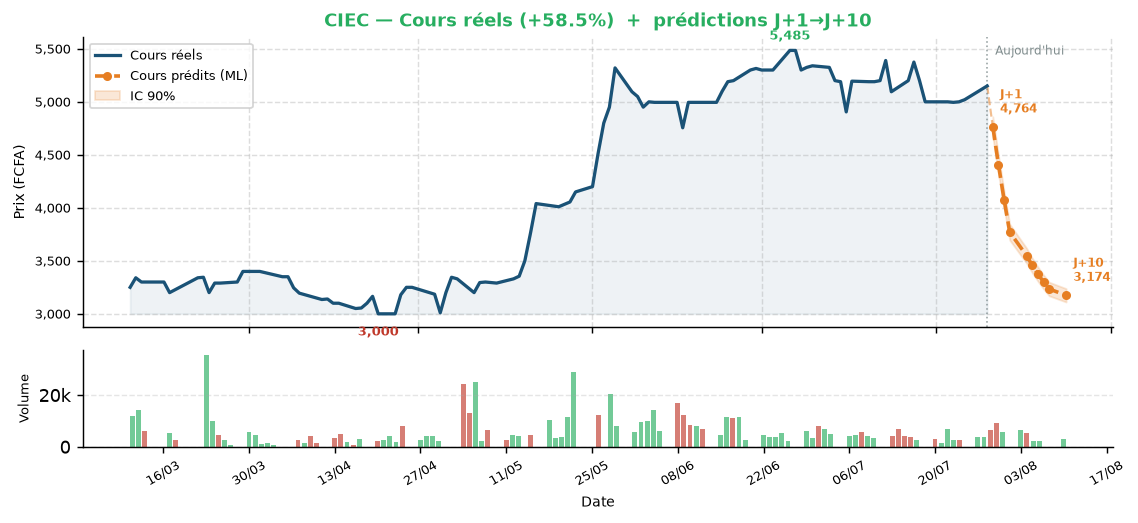 CIEC — Cours réels (+58.5%)  +  prédictions J+1→J+10
5,485
Aujourd'hui
Cours réels
Cours prédits (ML)
IC 90%
J+1
4,764
J+10
3,174
3,000
Prix (FCFA)
5,500
5,000
4,500
4,000
3,500
3,000
Volume
20k
0
16/03
30/03
13/04
27/04
11/05
25/05
08/06
22/06
06/07
20/07
03/08
17/08
Date